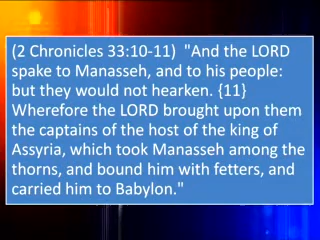 (2 Chronicles 33:10-11)  "And the LORD
spake to Manasseh, and to his people:
but they would not hearken. {11}
Wherefore the LORD brought upon them
the captains of the host of the king of
Assyria, which took Manasseh among the
thorns, and bound him with fetters, and
carried him to Babylon."